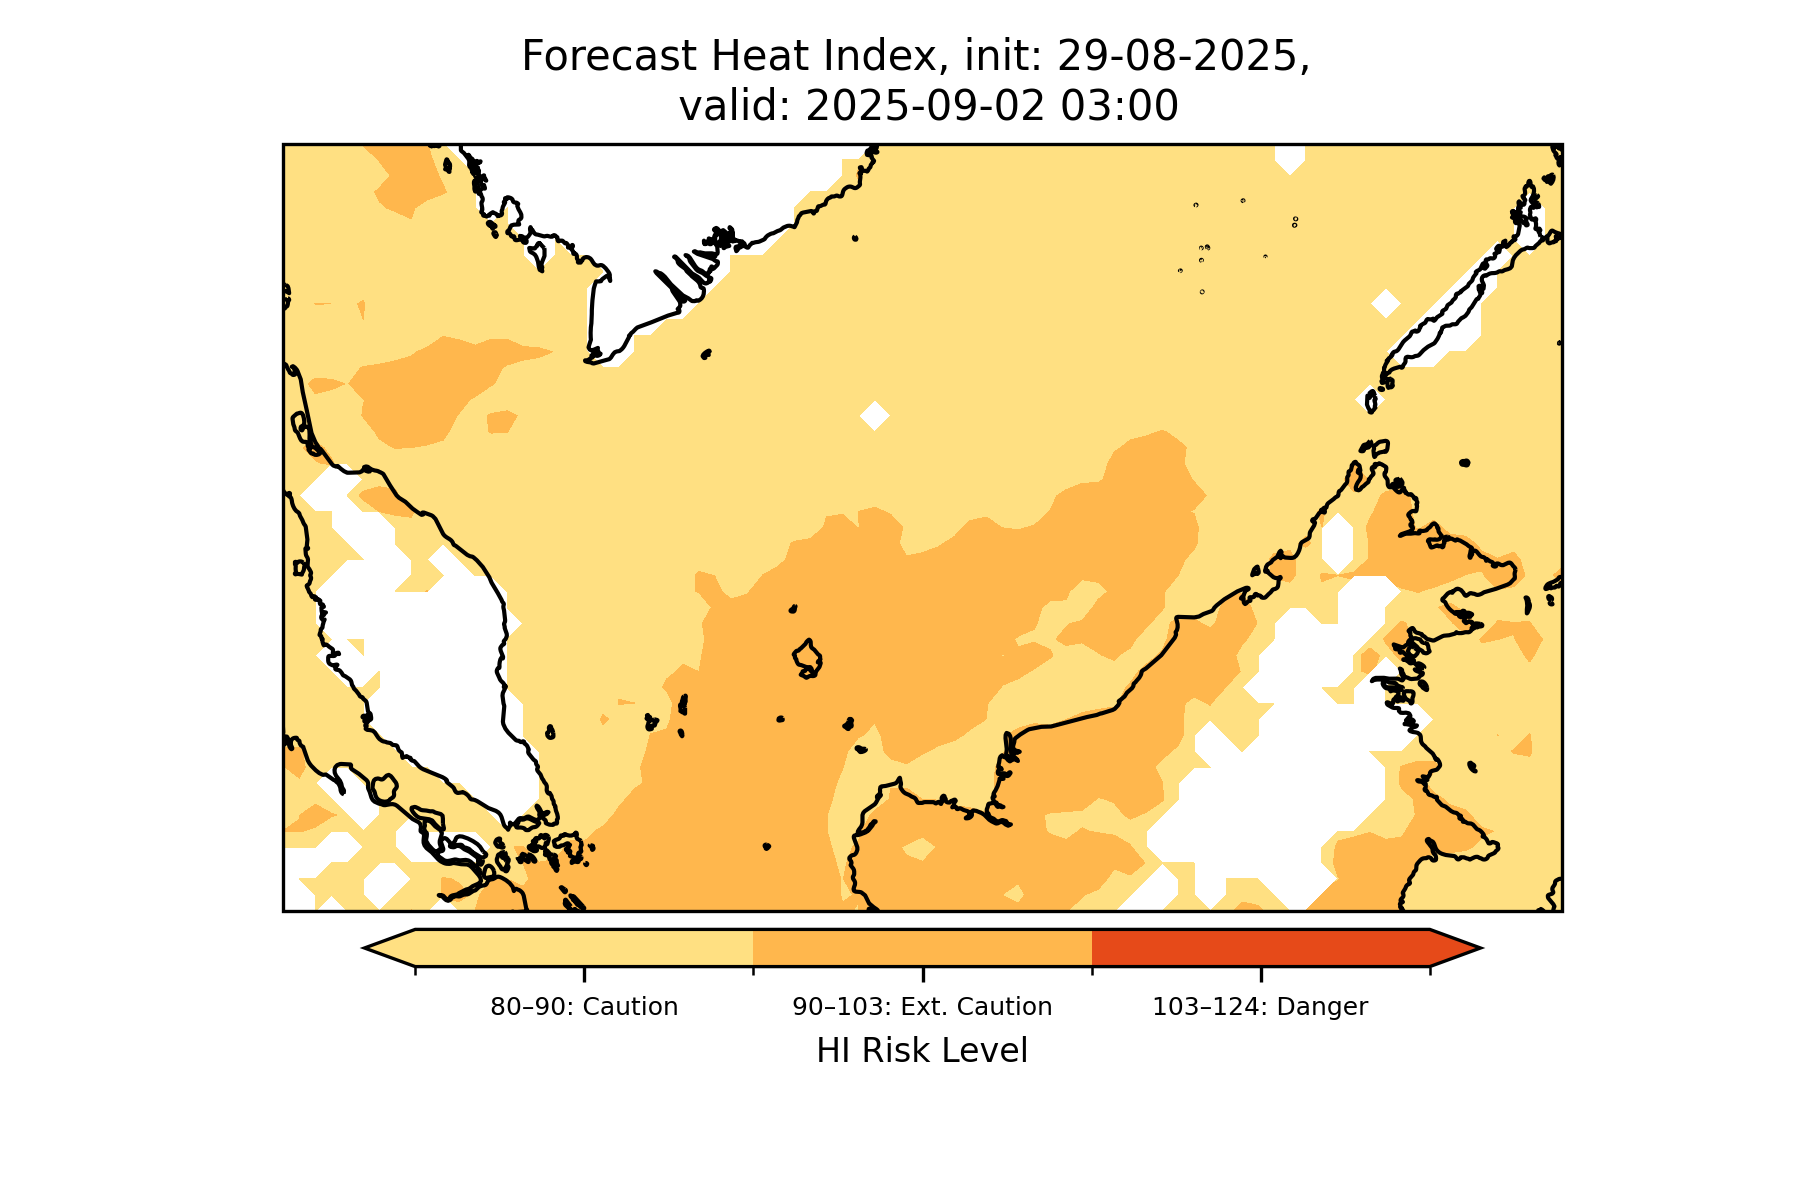 Forecast Heat Index, init: 29-08-2025,
valid: 2025-09-02 03:00
80–90: Caution
90–103: Ext. Caution
103–124: Danger
HI Risk Level